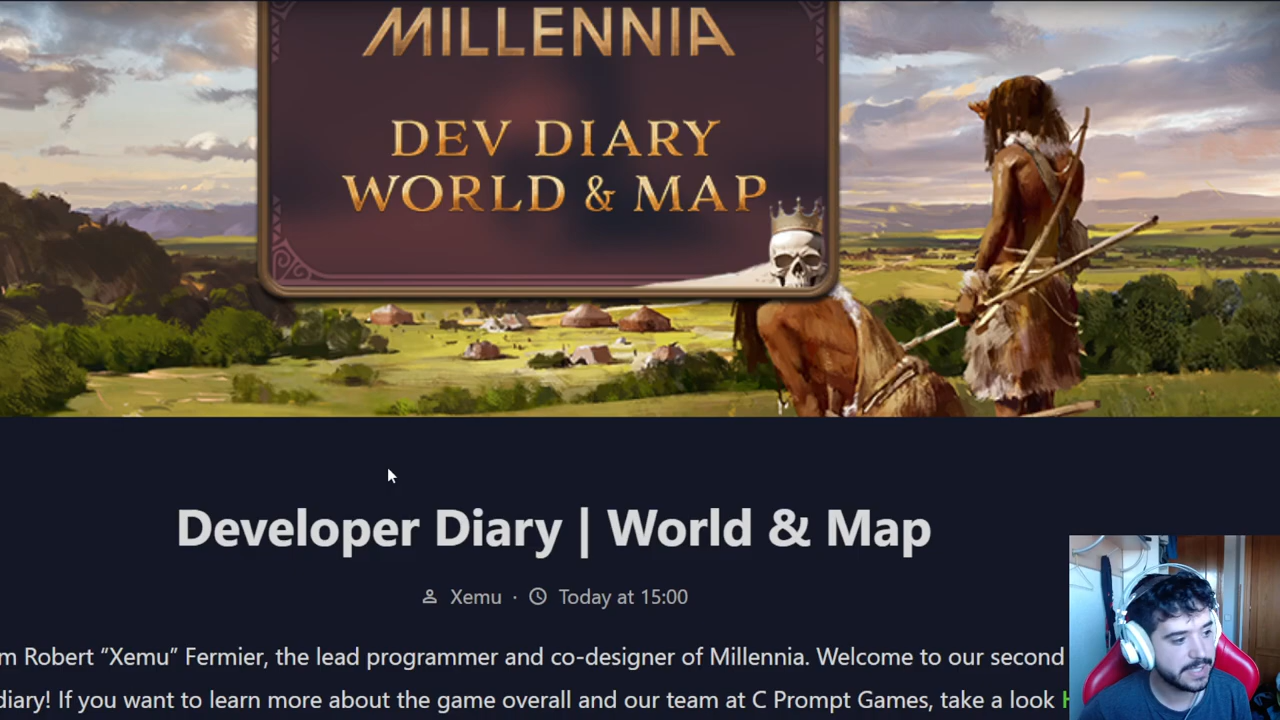 MILLENNIA
DEV DIARY
WORLD & MAP
Developer Diary | World & Map
Xemu · Today at 15:00
m Robert “Xemu” Fermier, the lead programmer and co-designer of Millennia. Welcome to our second
diary! If you want to learn more about the game overall and our team at C Prompt Games, take a look